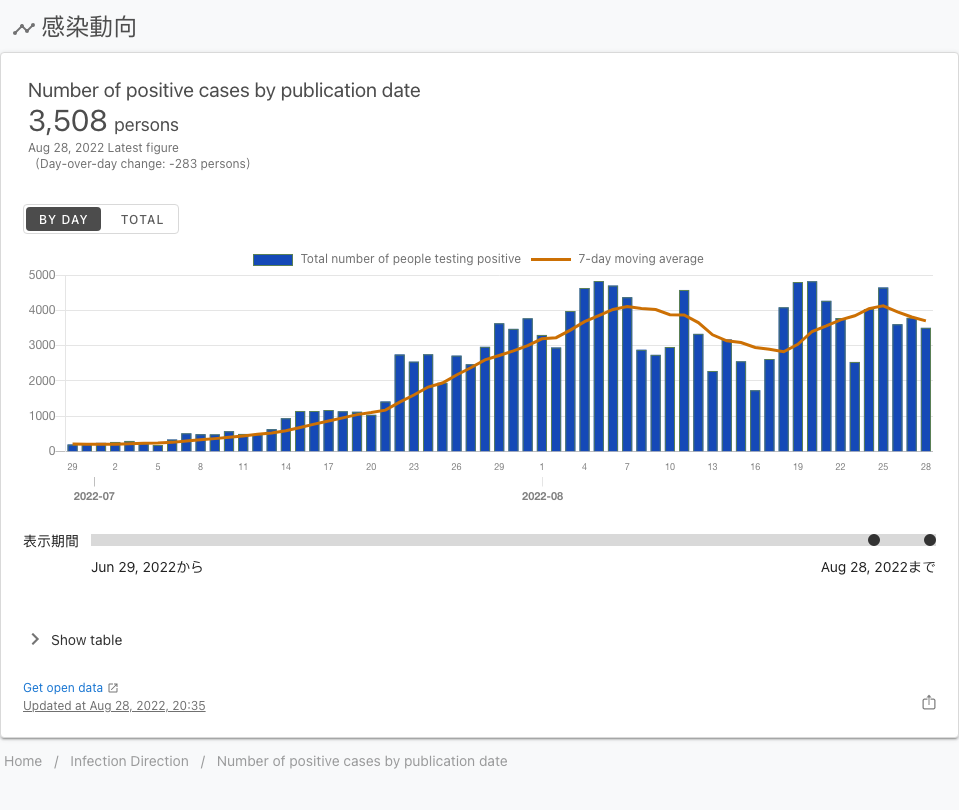 感染動向
Number of positive cases by publication date
3,508 persons
Aug 28, 2022 Latest figure
(Day-over-day change: -283 persons)
BY DAY TOTAL
Total number of people testing positive 7-day moving average
5000
4000
3000
2000
1000
0
29 2 5 8 11 14 17 20 23 26 29 1 4 7 10 13 16 19 22 25 28
2022-07 2022-08
表示期間
Jun 29, 2022から Aug 28, 2022まで
Show table
Get open data
Updated at Aug 28, 2022, 20:35
Home / Infection Direction / Number of positive cases by publication date